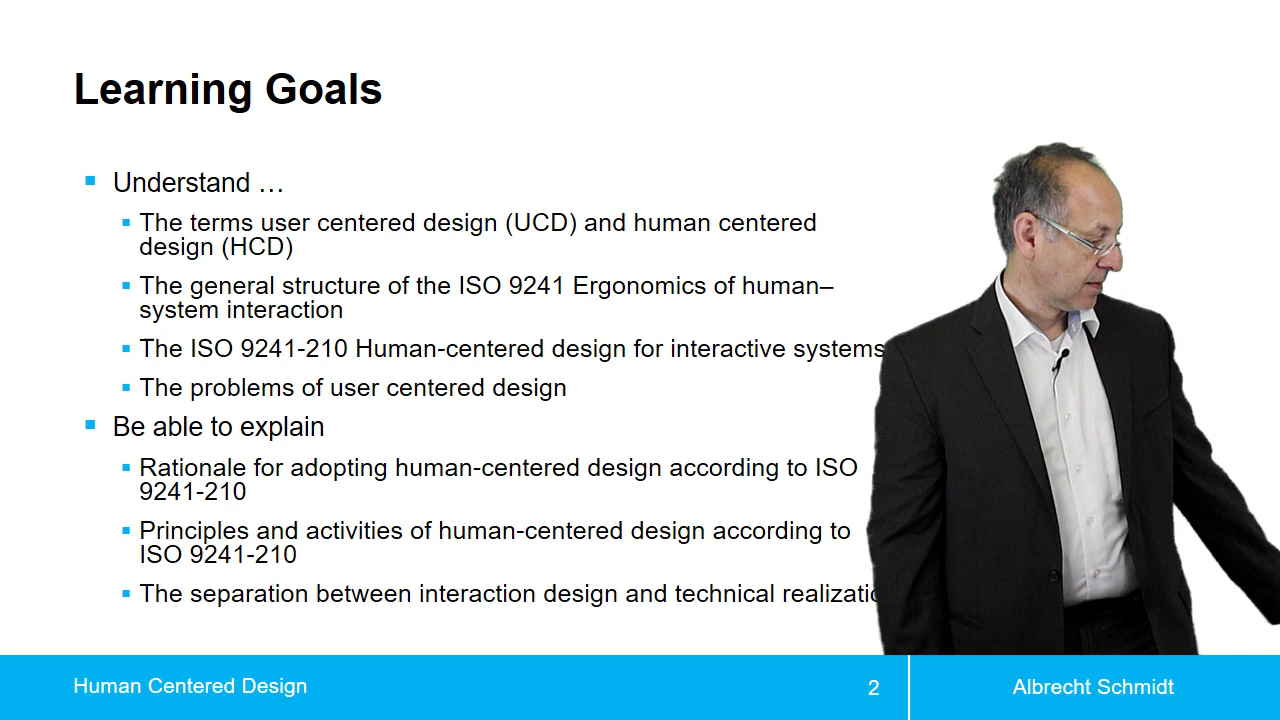 Learning Goals
Understand …
The terms user centered design (UCD) and human centered
design (HCD)
The general structure of the ISO 9241 Ergonomics of human–
system interaction
The ISO 9241-210 Human-centered design for interactive systems
The problems of user centered design
Be able to explain
Rationale for adopting human-centered design according to ISO
9241-210
Principles and activities of human-centered design according to
ISO 9241-210
The separation between interaction design and technical
Human Centered Design
2
Albrecht Schmidt